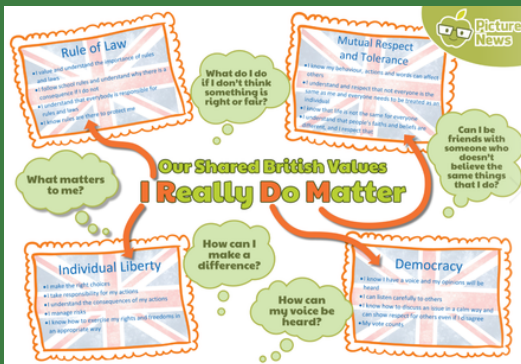 Picture
News
Rule of Law
• I value and understand the importance of rules
and laws
• I follow school rules and understand why there is a
consequence if I do not
• I understand that everybody is responsible for
rules and laws
• I know rules are there to protect me
What do I do
if I don't think
something is
right or fair?
Mutual Respect
and Tolerance
• I know my behaviour, actions and words can affect
others
• I understand and respect that not everyone is the
same as me and everyone needs to be treated as an
individual
• I know that life is not the same for everyone
• I understand that people's faiths and beliefs are
different, and I respect that
Can I be
friends with
someone who
doesn't
believe the
same things
that I do?
What matters
to me?
Our Shared British Values
I Really Do Matter
Individual Liberty
• I make the right choices
• I take responsibility for my actions
• I understand the consequences of my actions
• I manage risks
• I know how to exercise my rights and freedoms in
an appropriate way
How can I
make a
difference?
How can
my voice be
heard?
Democracy
• I know I have a voice and my opinions will be
heard
• I can listen carefully to others
• I know how to discuss an issue in a calm way and
can show respect for others even if I disagree
• My vote counts